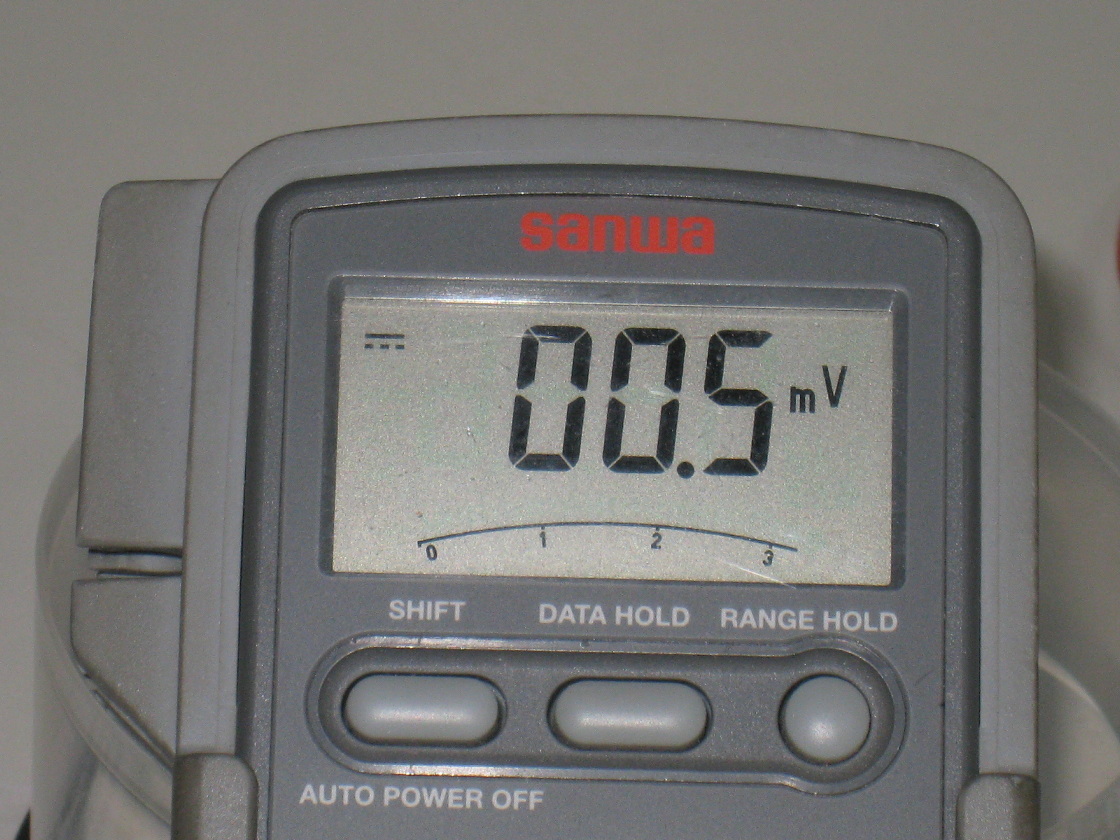 sanwa
00.5 mV
0 1 2 3
SHIFT DATA HOLD RANGE HOLD
AUTO POWER OFF